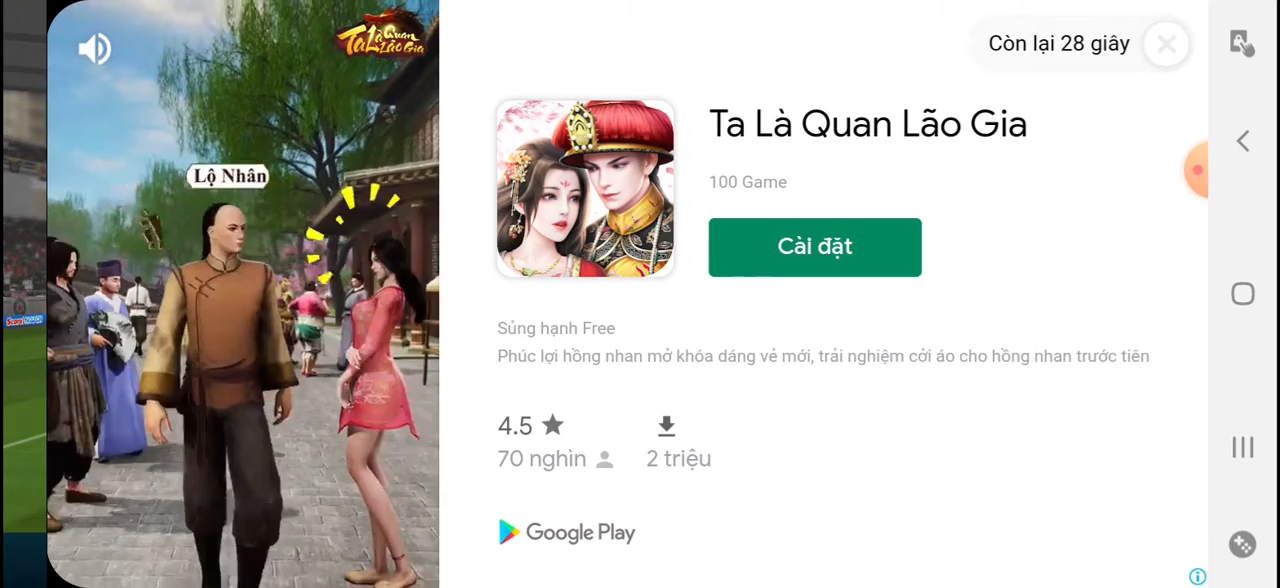 Ta Là Quan Lão Gia
Còn lại 28 giây
Lộ Nhân
Ta Là Quan Lão Gia
100 Game
Cài đặt
Sủng hạnh Free
Phúc lợi hồng nhan mở khóa dáng vẻ mới, trải nghiệm cởi áo cho hồng nhan trước tiên
4.5
70 nghìn
2 triệu
Google Play